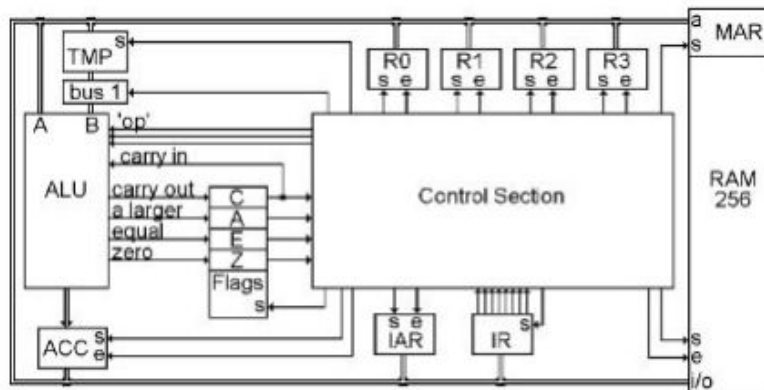 a
MAR
s
TMP s
R0 R1 R2 R3
s e s e s e s e
bus 1
A B 'op'
carry in
ALU
carry out C
a larger A
equal E
zero Z
Flags
s
Control Section
RAM
256
s e
IAR
s
IR
ACC s
e
s
e
i/o